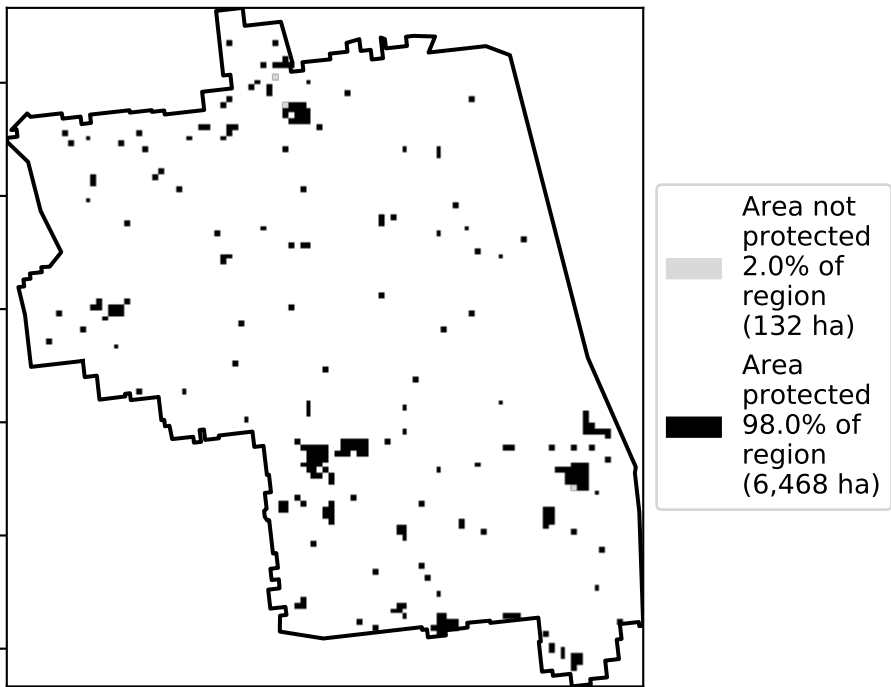 Area not
protected
2.0% of
region
(132 ha)
Area
protected
98.0% of
region
(6,468 ha)